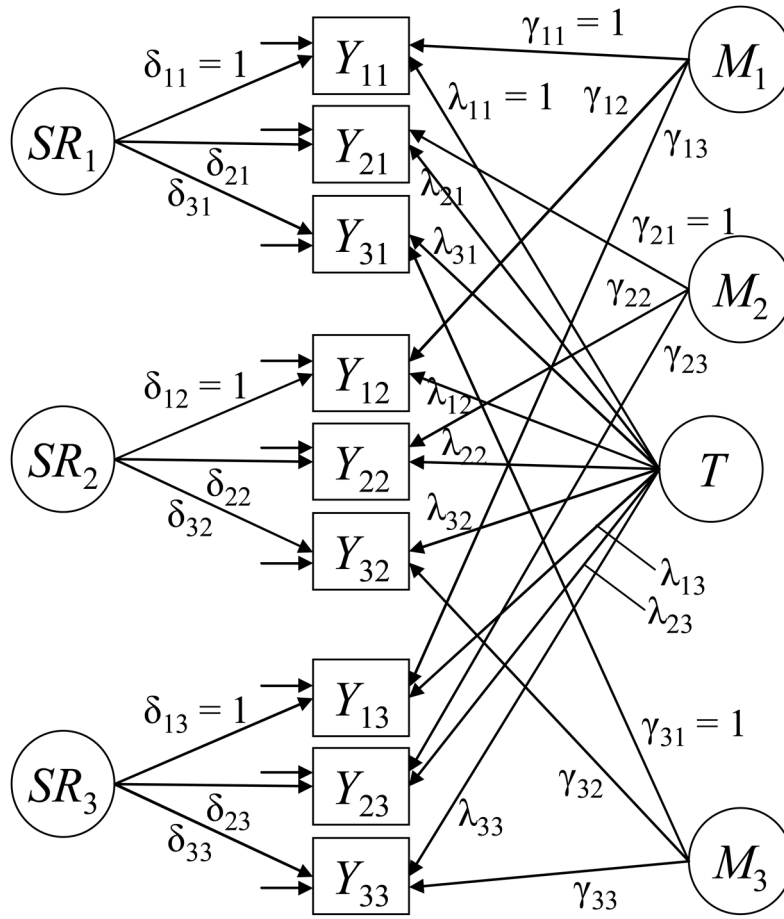 γ₁₁ = 1
δ₁₁ = 1
Y₁₁
M₁
λ₁₁ = 1
γ₁₂
γ₁₃
SR₁
Y₂₁
δ₂₁
λ₂₁
δ₃₁
Y₃₁
λ₃₁
γ₂₁ = 1
M₂
γ₂₂
γ₂₃
δ₁₂ = 1
Y₁₂
λ₁₂
SR₂
Y₂₂
λ₂₂
T
δ₂₂
δ₃₂
Y₃₂
λ₃₂
λ₁₃
λ₂₃
δ₁₃ = 1
Y₁₃
γ₃₁ = 1
SR₃
Y₂₃
γ₃₂
δ₂₃
λ₃₃
δ₃₃
Y₃₃
M₃
γ₃₃